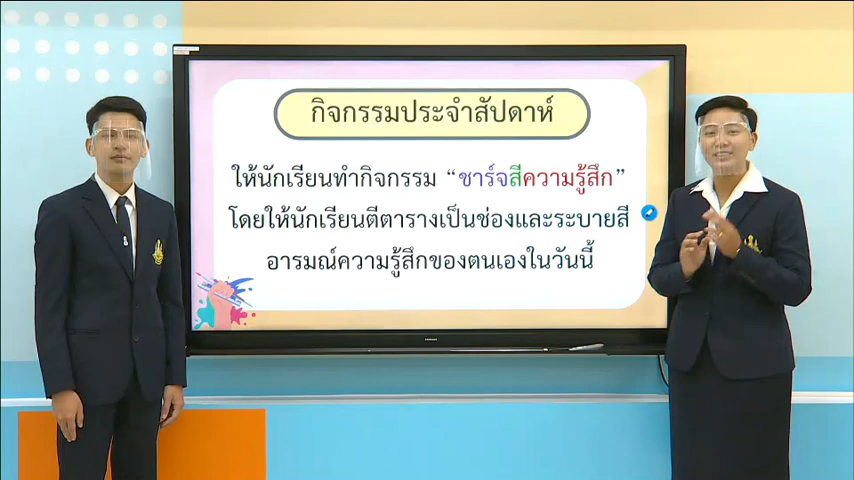 กิจกรรมประจำสัปดาห์
ให้นักเรียนทำกิจกรรม “ชาร์จสีความรู้สึก”
โดยให้นักเรียนตีตารางเป็นช่องและระบายสี
อารมณ์ความรู้สึกของตนเองในวันนี้
SAMSUNG